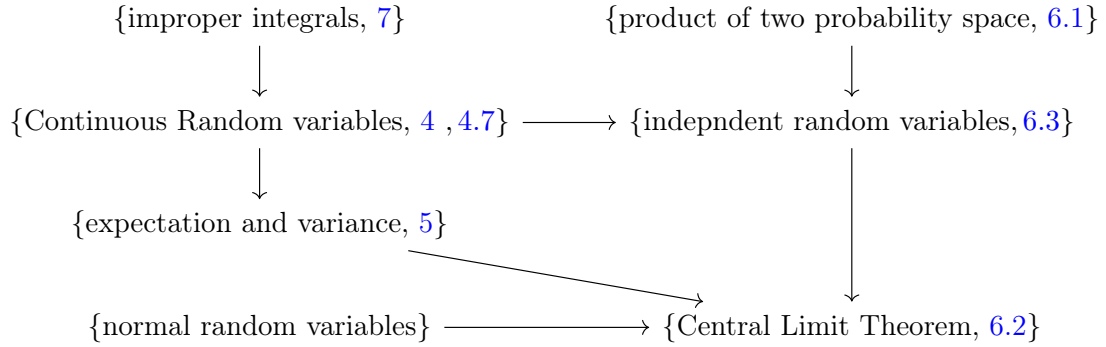 {improper integrals, 7}
{product of two probability space, 6.1}
{Continuous Random variables, 4 ,4.7}
{indepndent random variables,6.3}
{expectation and variance, 5}
{normal random variables}
{Central Limit Theorem, 6.2}